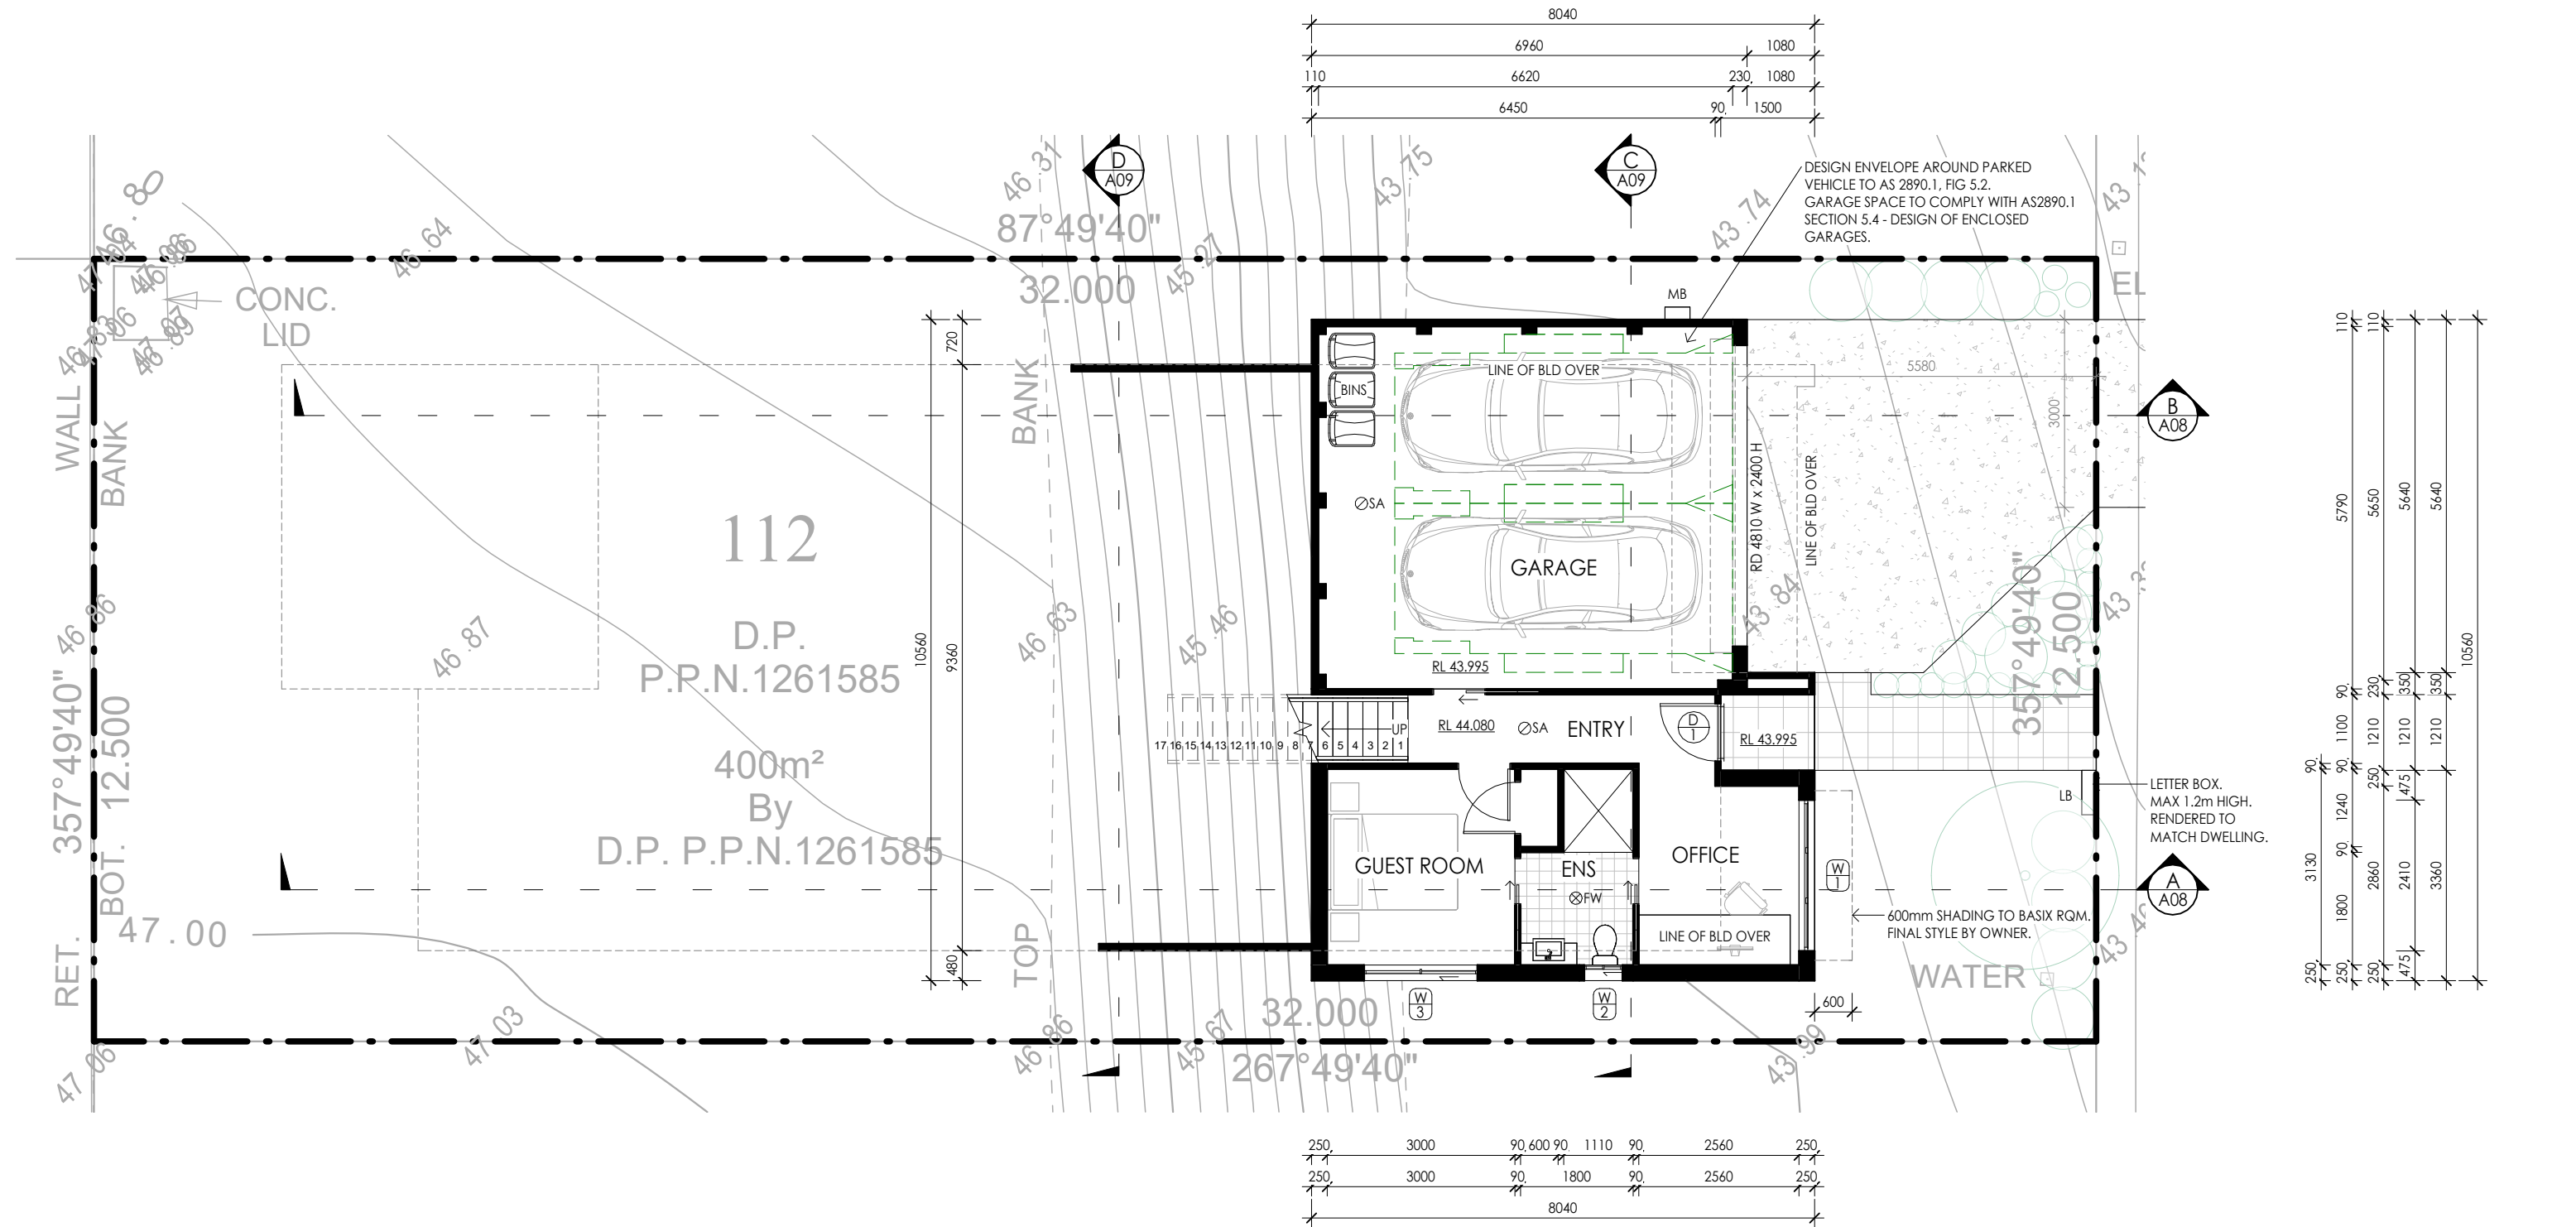 8040
6960 1080
110 6620 230 1080
6450 90 1500
D
A09
C
A09
DESIGN ENVELOPE AROUND PARKED
VEHICLE TO AS 2890.1, FIG 5.2.
GARAGE SPACE TO COMPLY WITH AS2890.1
SECTION 5.4 - DESIGN OF ENCLOSED
GARAGES.
46.80
46.64
46.31
43.75
43.74
87°49'40"
32.000
45.27
CONC.
LID
EL
MB
WALL
BANK
BANK
720
10560
9360
480
BINS
LINE OF BLD OVER
5580
3000
B
A08
SA
RD 4810 W x 2400 H
LINE OF BLD OVER
GARAGE
112
D.P.
P.P.N.1261585
400m²
By
D.P. P.P.N.1261585
46.86
46.87
46.63
45.46
43.84
357°49'40"
12.500
357°49'40"
12.500
RL 43.995
17 16 15 14 13 12 11 10 9 8 7 6 5 4 3 2 1
UP
RL 44.080
SA
ENTRY
D
1
RL 43.995
LB
LETTER BOX.
MAX 1.2m HIGH.
RENDERED TO
MATCH DWELLING.
GUEST ROOM
ENS
FW
OFFICE
LINE OF BLD OVER
W
1
A
A08
600mm SHADING TO BASIX RQM.
FINAL STYLE BY OWNER.
WATER
BOT.
RET.
TOP
47.00
47.03
47.06
46.86
45.67
43.99
W
3
W
2
600
32.000
267°49'40"
110 5790 90 1100 90 1240 90 1800 250
90 3130 250
110 5650 230 1210 90 250 2860 250
5640 350 1210 475 2410 475
5640 350 1210 3360
10560
250 3000 90 600 90 1110 90 2560 250
250 3000 90 1800 90 2560 250
8040